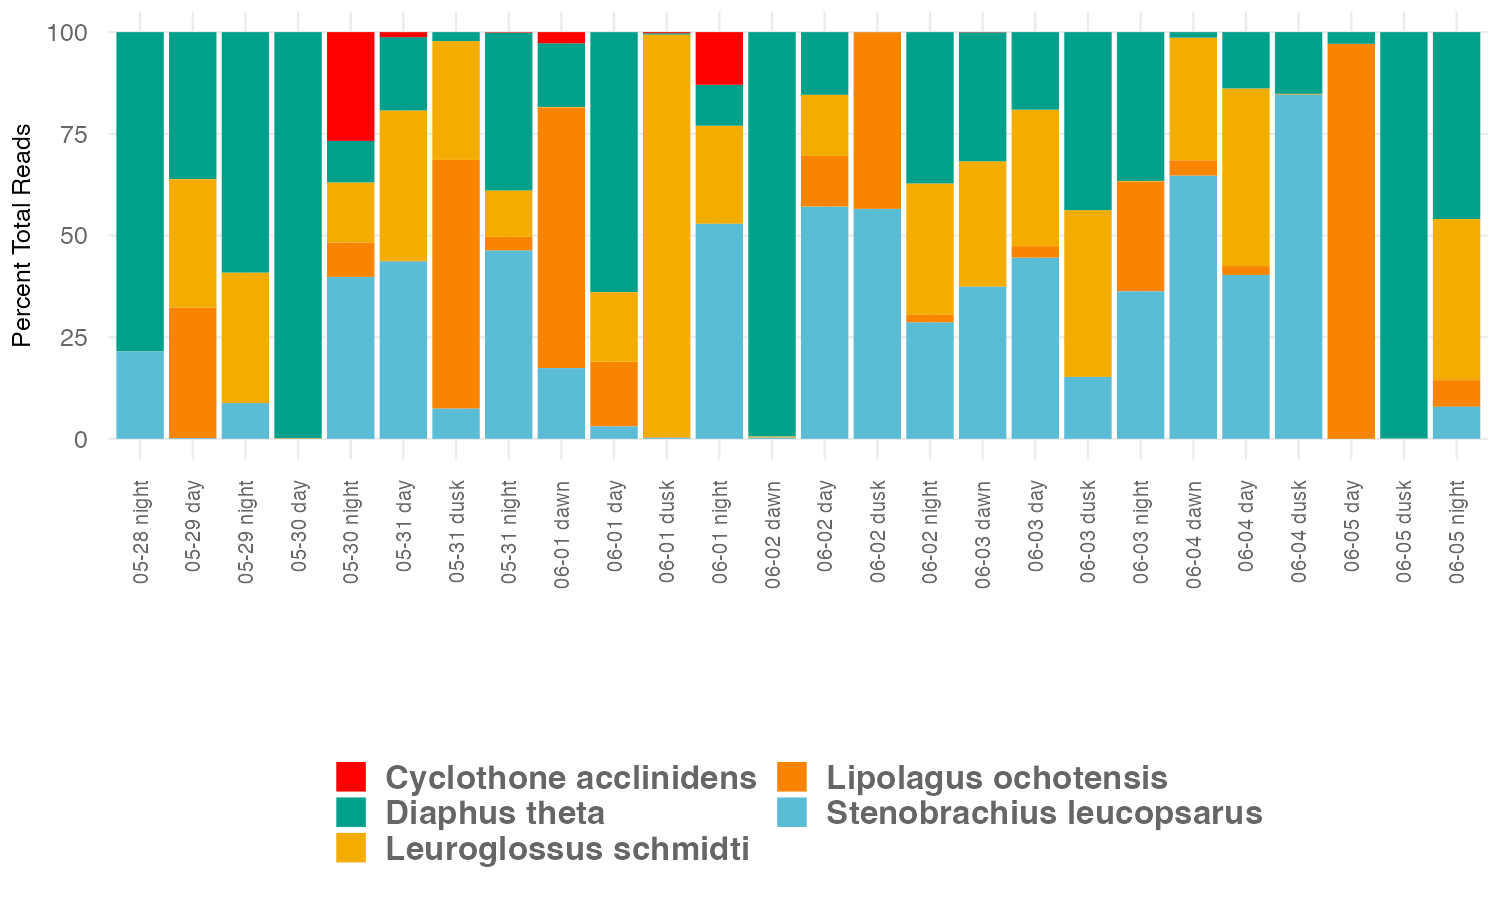 Percent Total Reads
100
75
50
25
0
05-28 night
05-29 day
05-29 night
05-30 day
05-30 night
05-31 day
05-31 dusk
05-31 night
06-01 dawn
06-01 day
06-01 dusk
06-01 night
06-02 dawn
06-02 day
06-02 dusk
06-02 night
06-03 dawn
06-03 day
06-03 dusk
06-03 night
06-04 dawn
06-04 day
06-04 dusk
06-05 day
06-05 dusk
06-05 night
Cyclothone acclinidens
Diaphus theta
Leuroglossus schmidti
Lipolagus ochotensis
Stenobrachius leucopsarus